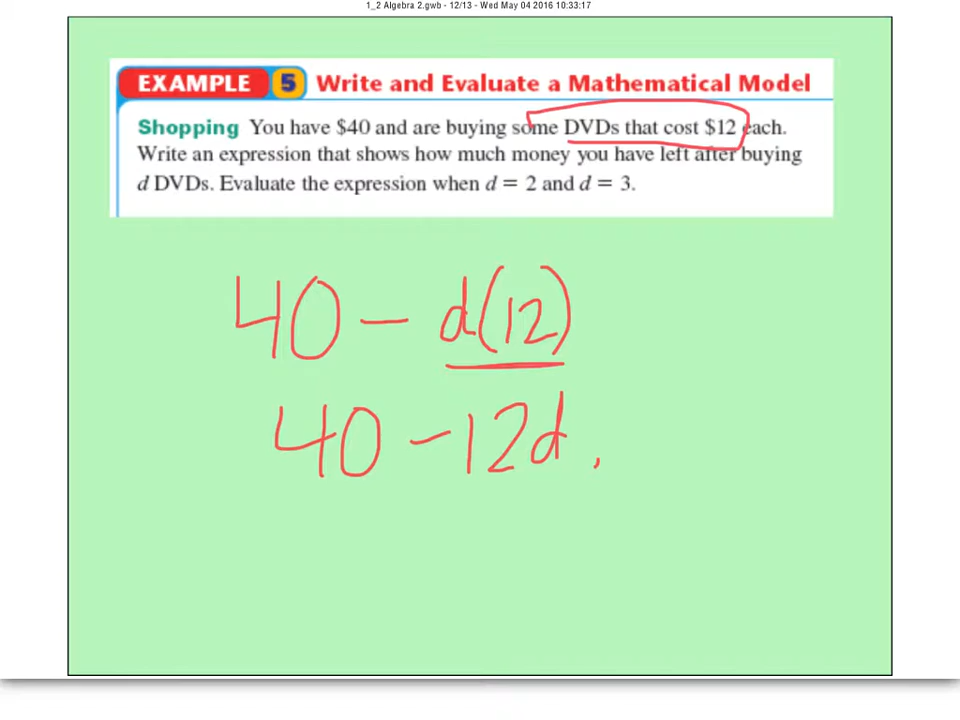 1_2 Algebra 2.gwb - 12/13 - Wed May 04 2016 10:33:17
EXAMPLE 5 Write and Evaluate a Mathematical Model
Shopping You have $40 and are buying some DVDs that cost $12 each.
Write an expression that shows how much money you have left after buying
d DVDs. Evaluate the expression when d = 2 and d = 3.
40 - d(12)
40 - 12d.